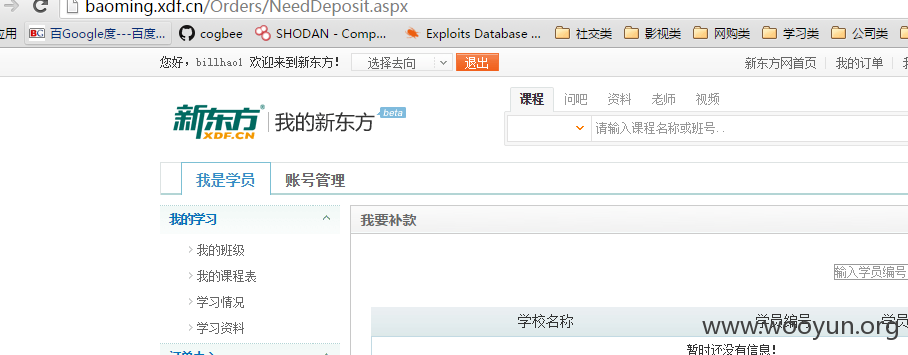 baoming.xdf.cn/Orders/NeedDeposit.aspx
应用 BG 百Google度---百度... cogbee SHODAN - Comp... Exploits Database ... 社交类 影视类 网购类 学习类 公司类
您好，billhao1 欢迎来到新东方！ 选择去向 退出 新东方网首页 我的订单
新东方 XDF.CN 我的新东方 beta
课程 问吧 资料 老师 视频
请输入课程名称或班号..
我是学员 账号管理
我的学习
我的班级
我的课程表
学习情况
学习资料
订单中心
我要补款
输入学员编号
学校名称 学员编号 学员
暂时还没有信息！
www.wooyun.org